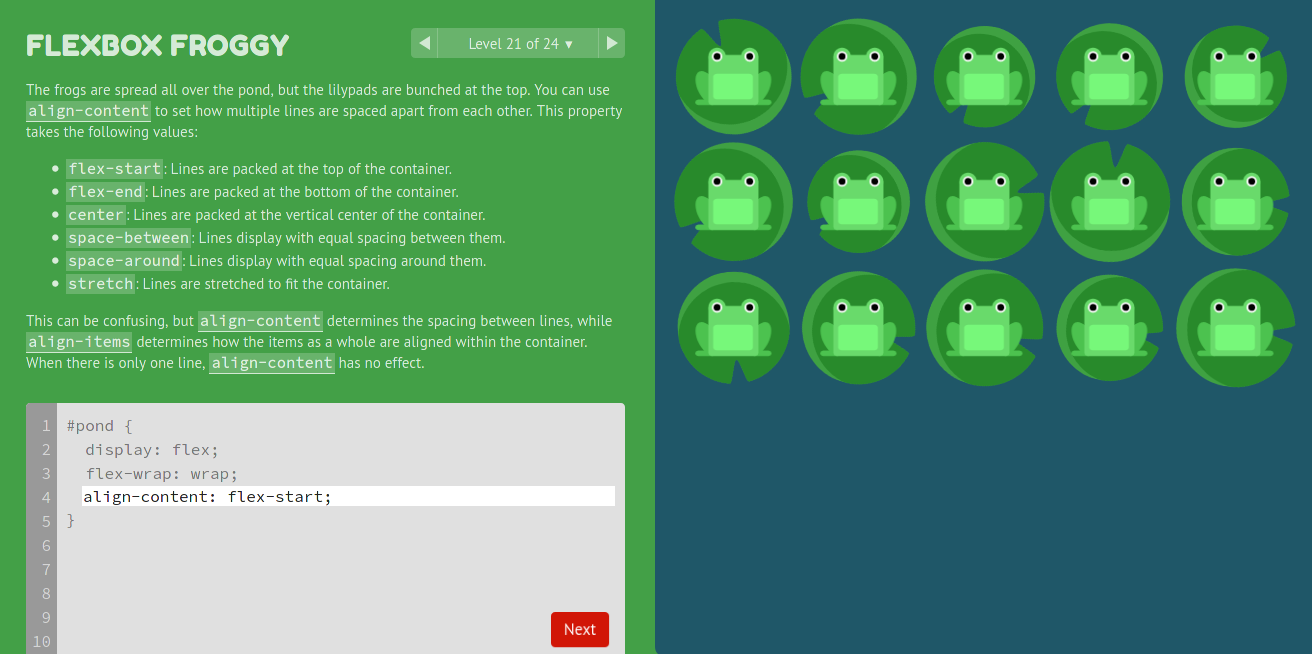 FLEXBOX FROGGY
Level 21 of 24 ▾
The frogs are spread all over the pond, but the lilypads are bunched at the top. You can use
align-content to set how multiple lines are spaced apart from each other. This property
takes the following values:
flex-start: Lines are packed at the top of the container.
flex-end: Lines are packed at the bottom of the container.
center: Lines are packed at the vertical center of the container.
space-between: Lines display with equal spacing between them.
space-around: Lines display with equal spacing around them.
stretch: Lines are stretched to fit the container.
This can be confusing, but align-content determines the spacing between lines, while
align-items determines how the items as a whole are aligned within the container.
When there is only one line, align-content has no effect.
1 #pond {
2 display: flex;
3 flex-wrap: wrap;
4 align-content: flex-start;
5 }
6
7
8
9
10
Next